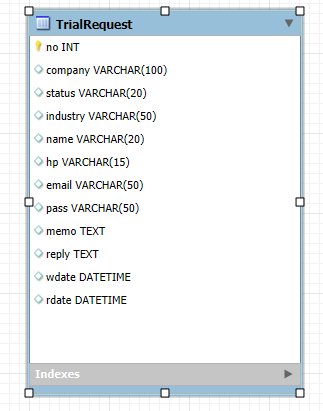 TrialRequest
no INT
company VARCHAR(100)
status VARCHAR(20)
industry VARCHAR(50)
name VARCHAR(20)
hp VARCHAR(15)
email VARCHAR(50)
pass VARCHAR(50)
memo TEXT
reply TEXT
wdate DATETIME
rdate DATETIME
Indexes